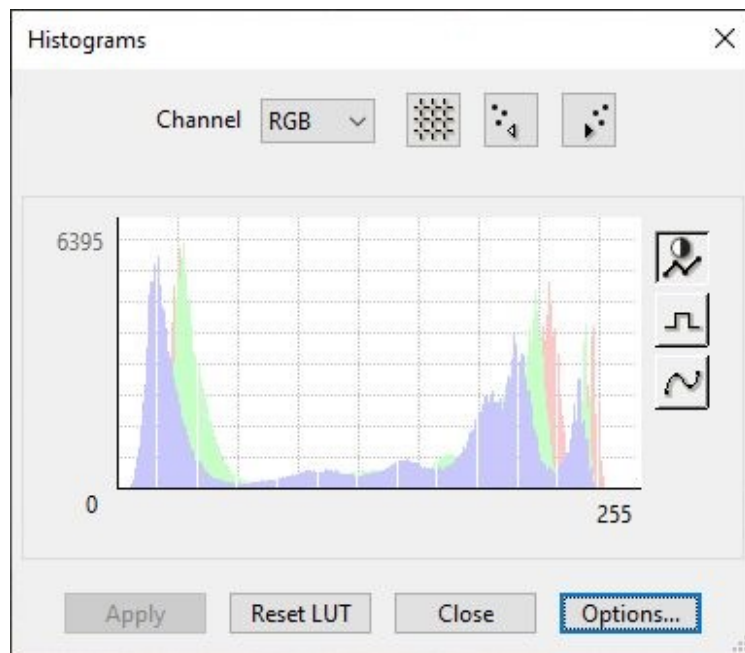 Histograms
Channel RGB
6395
0
255
Apply Reset LUT Close Options...